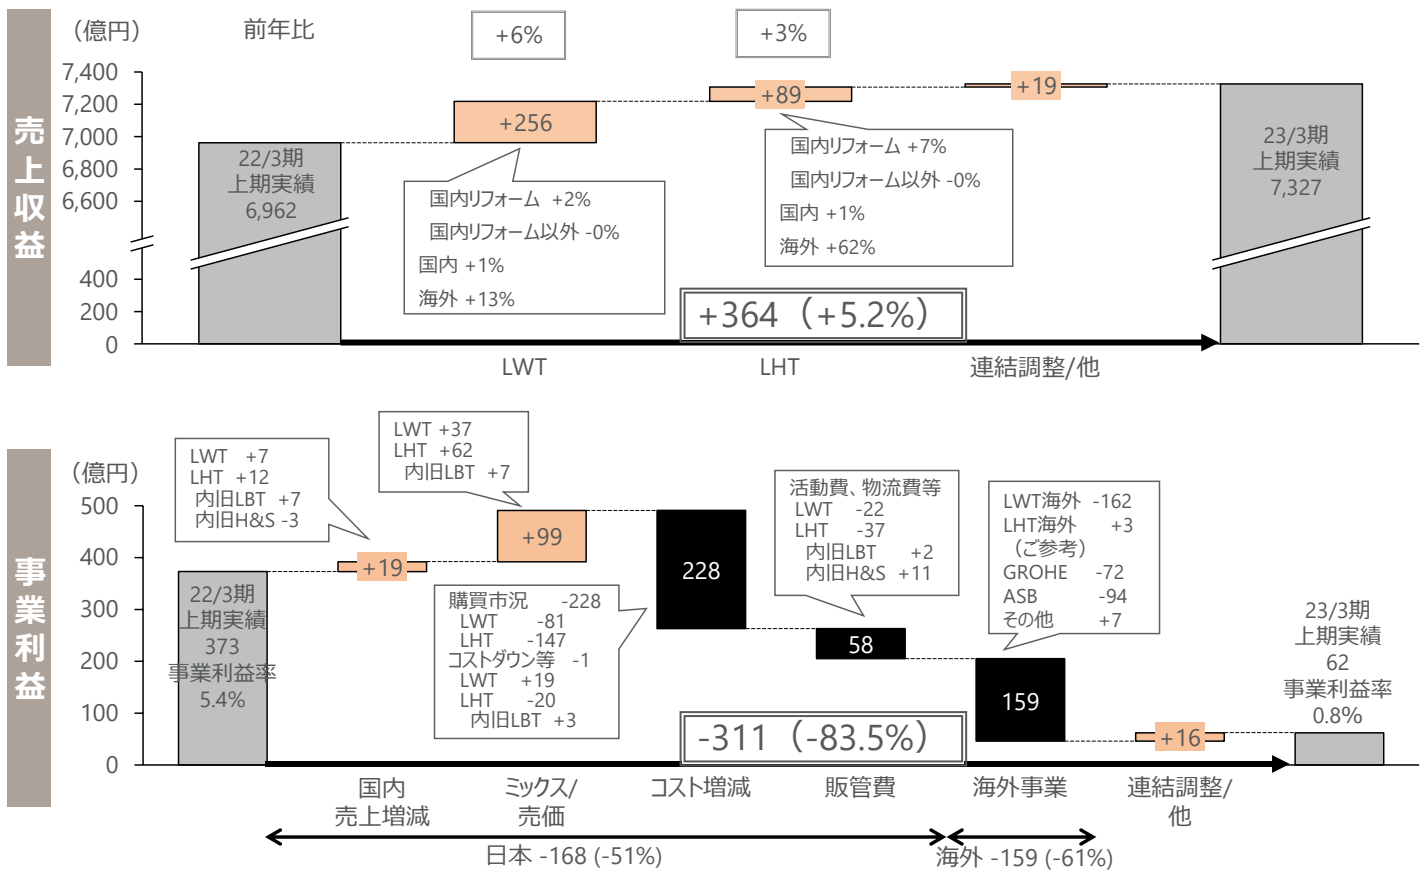 売上収益
（億円）
前年比
+6%
+3%
7,400
7,200
7,000
6,800
6,600
400
200
0
22/3期
上期実績
6,962
+256
+89
+19
23/3期
上期実績
7,327
国内リフォーム +2%
国内リフォーム以外 -0%
国内 +1%
海外 +13%
国内リフォーム +7%
国内リフォーム以外 -0%
国内 +1%
海外 +62%
+364（+5.2%）
LWT
LHT
連結調整/他
事業利益
（億円）
500
400
300
200
100
0
LWT +7
LHT +12
内旧LBT +7
内旧H&S -3
LWT +37
LHT +62
内旧LBT +7
22/3期
上期実績
373
事業利益率
5.4%
+19
+99
228
58
159
+16
購買市況 -228
LWT -81
LHT -147
コストダウン等 -1
LWT +19
LHT -20
内旧LBT +3
活動費、物流費等
LWT -22
LHT -37
内旧LBT +2
内旧H&S +11
LWT海外 -162
LHT海外 +3
（ご参考）
GROHE -72
ASB -94
その他 +7
23/3期
上期実績
62
事業利益率
0.8%
-311（-83.5%）
国内
売上増減
ミックス/
売価
コスト増減
販管費
海外事業
連結調整/
他
日本 -168 (-51%)
海外 -159 (-61%)